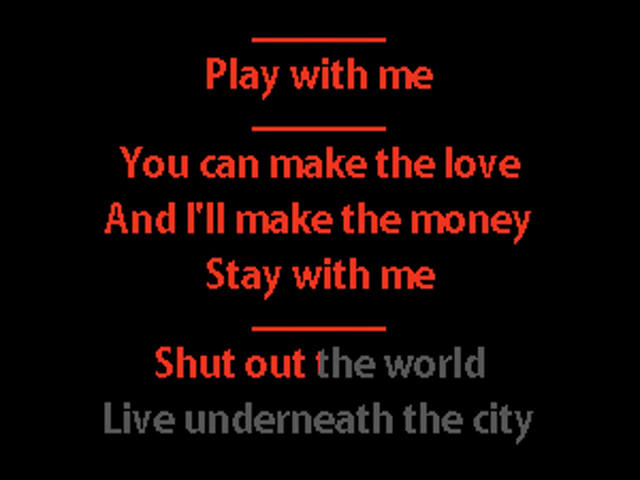 Play with me
You can make the love
And I'll make the money
Stay with me
Shut out the world
Live underneath the city